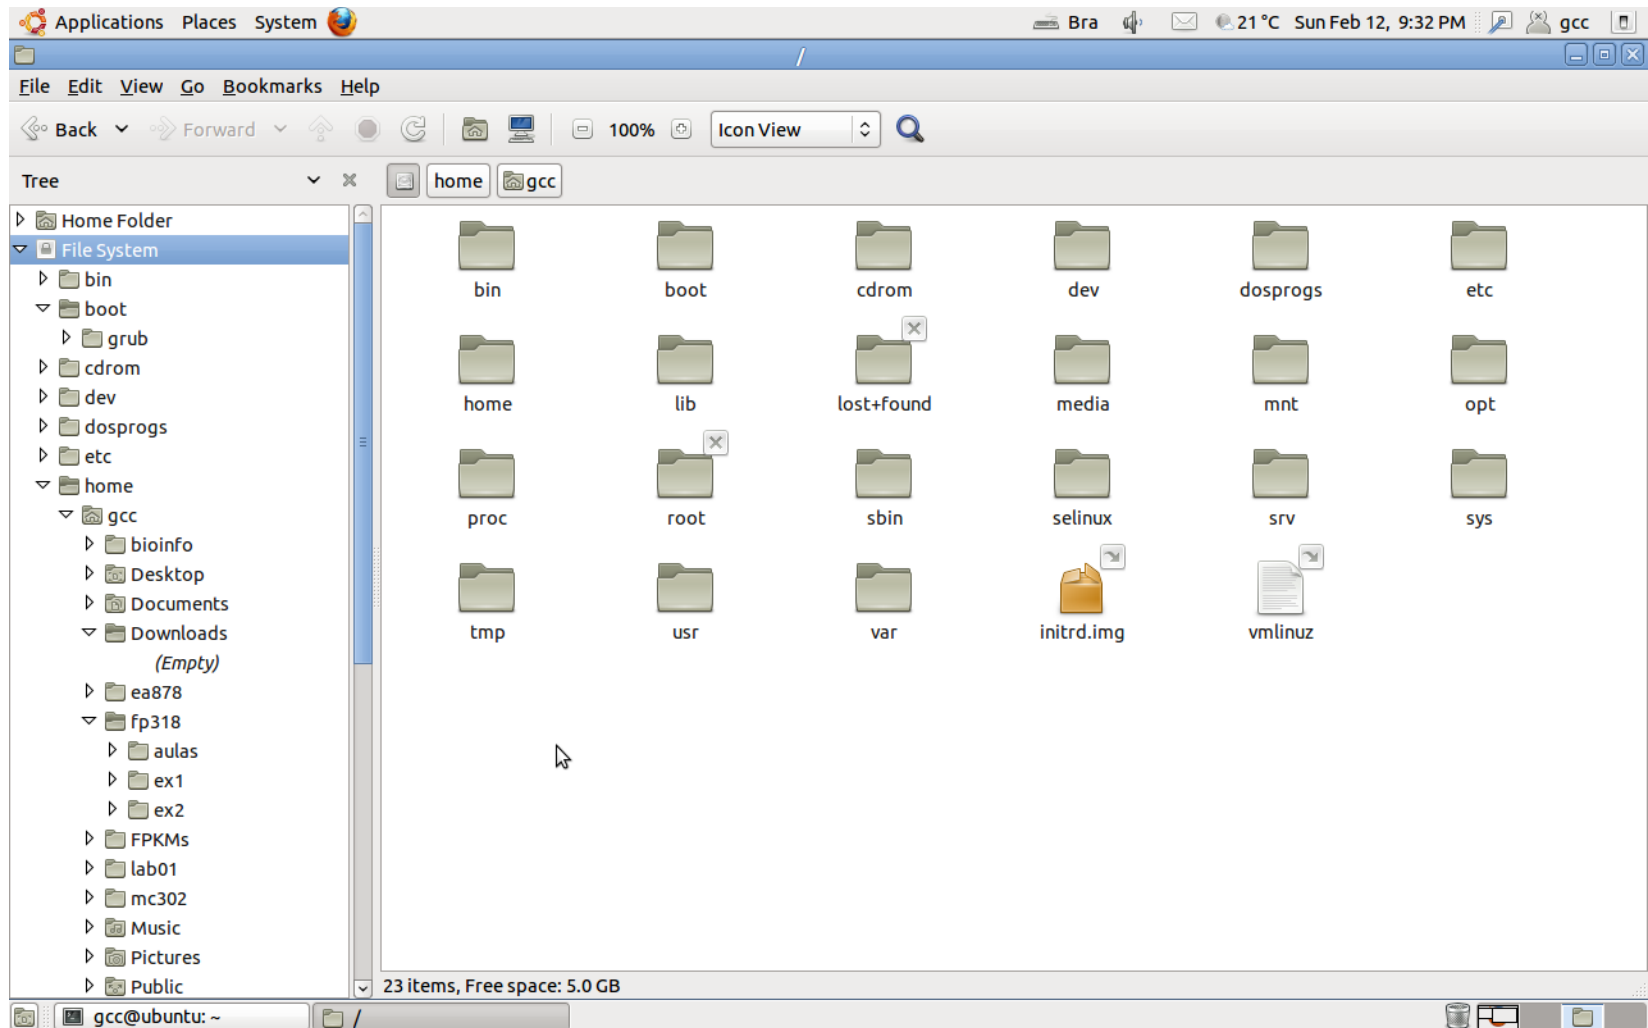 Applications Places System Bra 21 °C Sun Feb 12, 9:32 PM gcc
/
File Edit View Go Bookmarks Help
Back Forward 100% Icon View
Tree
home gcc
Home Folder
File System
bin
boot
grub
cdrom
dev
dosprogs
etc
home
gcc
bioinfo
Desktop
Documents
Downloads
(Empty)
ea878
fp318
aulas
ex1
ex2
FPKMs
lab01
mc302
Music
Pictures
Public
bin boot cdrom dev dosprogs etc
home lib lost+found media mnt opt
proc root sbin selinux srv sys
tmp usr var initrd.img vmlinuz
23 items, Free space: 5.0 GB
gcc@ubuntu: ~ /